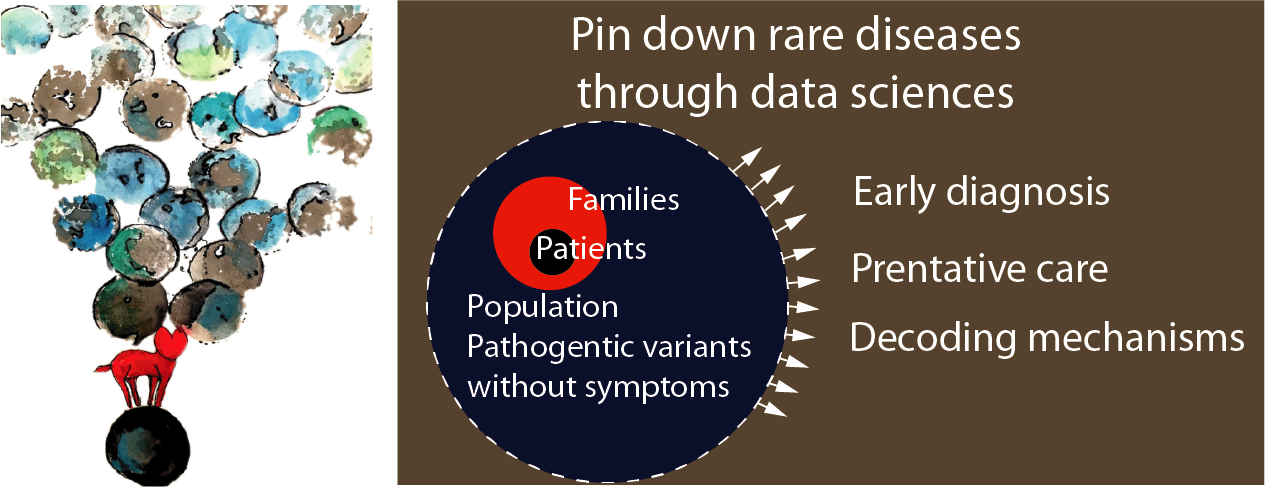 Pin down rare diseases
through data sciences
Families
Patients
Population
Pathogentic variants
without symptoms
Early diagnosis
Prentative care
Decoding mechanisms